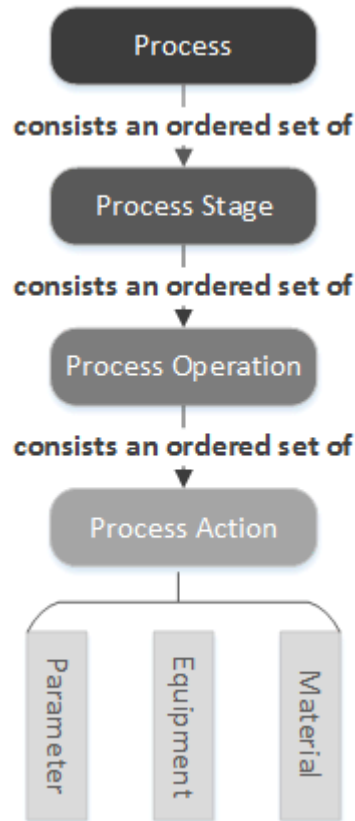 Process
consists an ordered set of
Process Stage
consists an ordered set of
Process Operation
consists an ordered set of
Process Action
Parameter
Equipment
Material